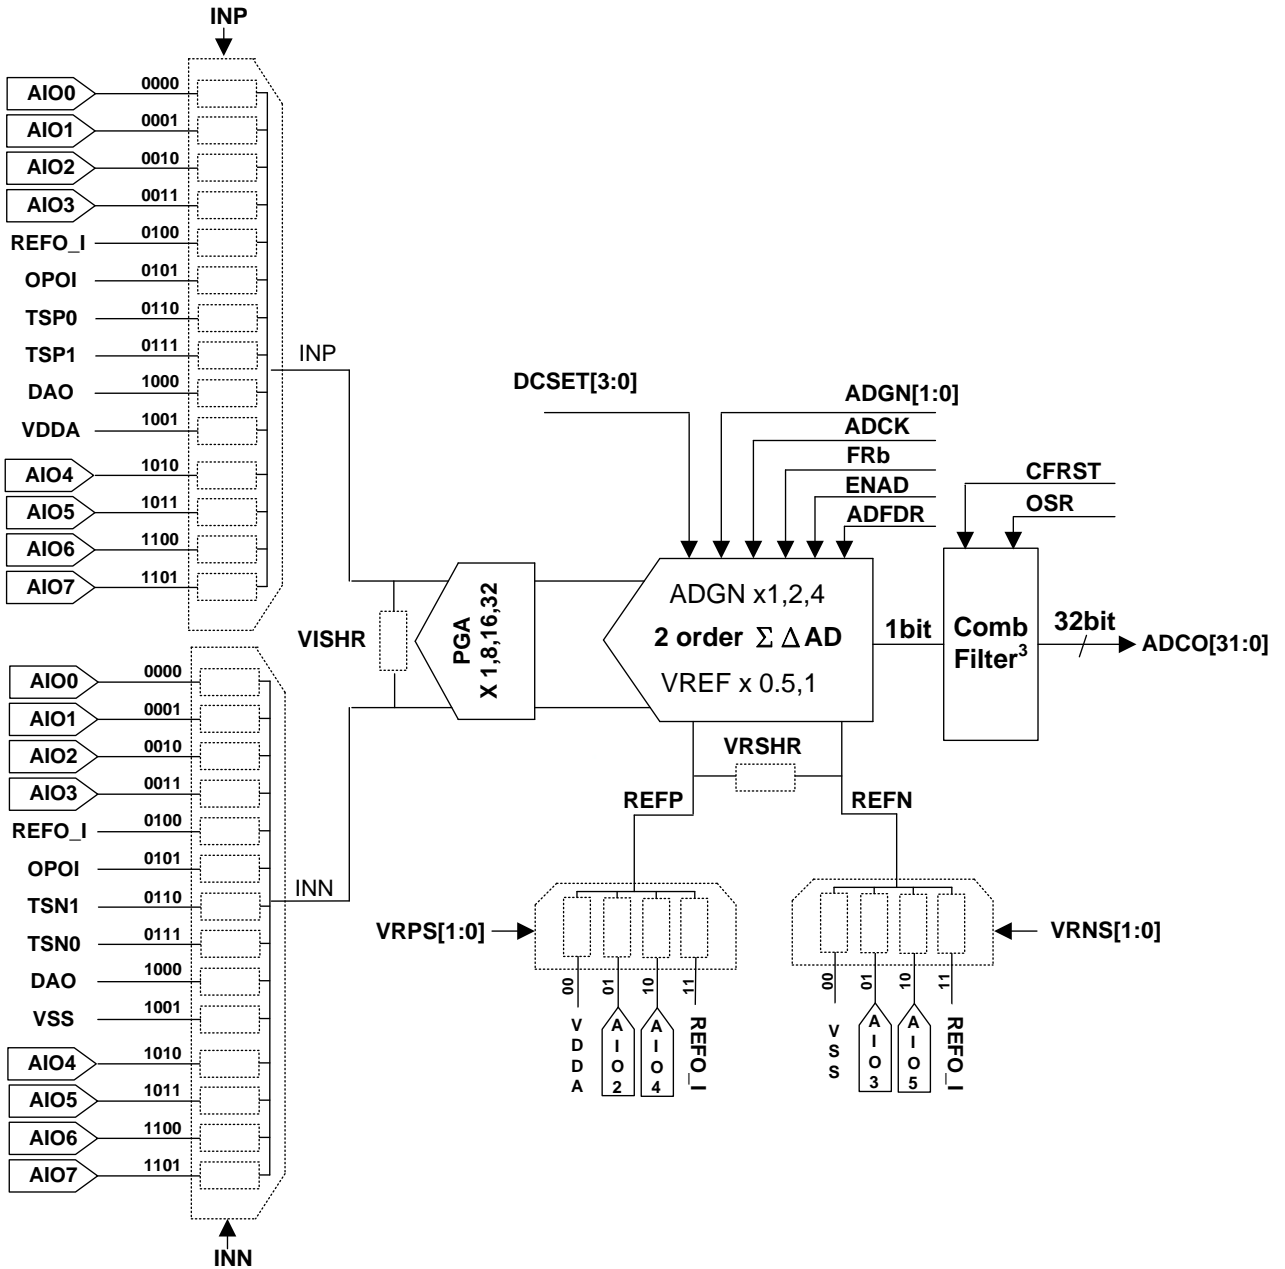 INP
AIO0 0000
AIO1 0001
AIO2 0010
AIO3 0011
REFO_I 0100
OPOI 0101
TSP0 0110
TSP1 0111
DAO 1000
VDDA 1001
AIO4 1010
AIO5 1011
AIO6 1100
AIO7 1101
INP
DCSET[3:0]
ADGN[1:0]
ADCK
FRb
ENAD
ADFDR
CFRST
OSR
VISHR
PGA
X 1,8,16,32
ADGN x1,2,4
2 order Σ Δ AD
VREF x 0.5,1
1bit
Comb
Filter³
32bit
ADCO[31:0]
VRSHR
REFP
REFN
AIO0 0000
AIO1 0001
AIO2 0010
AIO3 0011
REFO_I 0100
OPOI 0101
TSN1 0110
TSN0 0111
DAO 1000
VSS 1001
AIO4 1010
AIO5 1011
AIO6 1100
AIO7 1101
INN
INN
VRPS[1:0]
00 01 10 11
VDDA AIO2 AIO4 REFO_I
VRNS[1:0]
00 01 10 11
VSS AIO3 AIO5 REFO_I